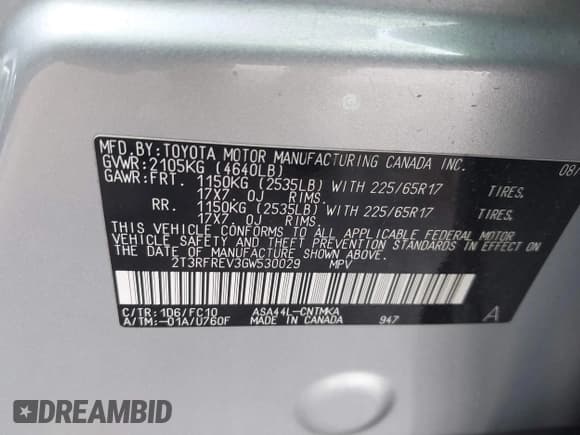 MFD. BY: TOYOTA MOTOR MANUFACTURING CANADA INC. 08/
GVWR: 2105KG (4640LB)
GAWR: FRT. 1150KG (2535LB) WITH 225/65R17 TIRES.
17X7 0J RIMS.
RR. 1150KG (2535LB) WITH 225/65R17 TIRES.
17X7 0J RIMS.
THIS VEHICLE CONFORMS TO ALL APPLICABLE FEDERAL MOTOR
VEHICLE SAFETY AND THEFT PREVENTION STANDARDS IN EFFECT ON
THE DATE OF MANUFACTURE SHOWN ABOVE.
2T3RFREV3GW530029 MPV
C/TR: 1D6/FC10 ASA44L-CNTMKA
A/TM: -01A/U760F MADE IN CANADA 947 A
DREAMBID